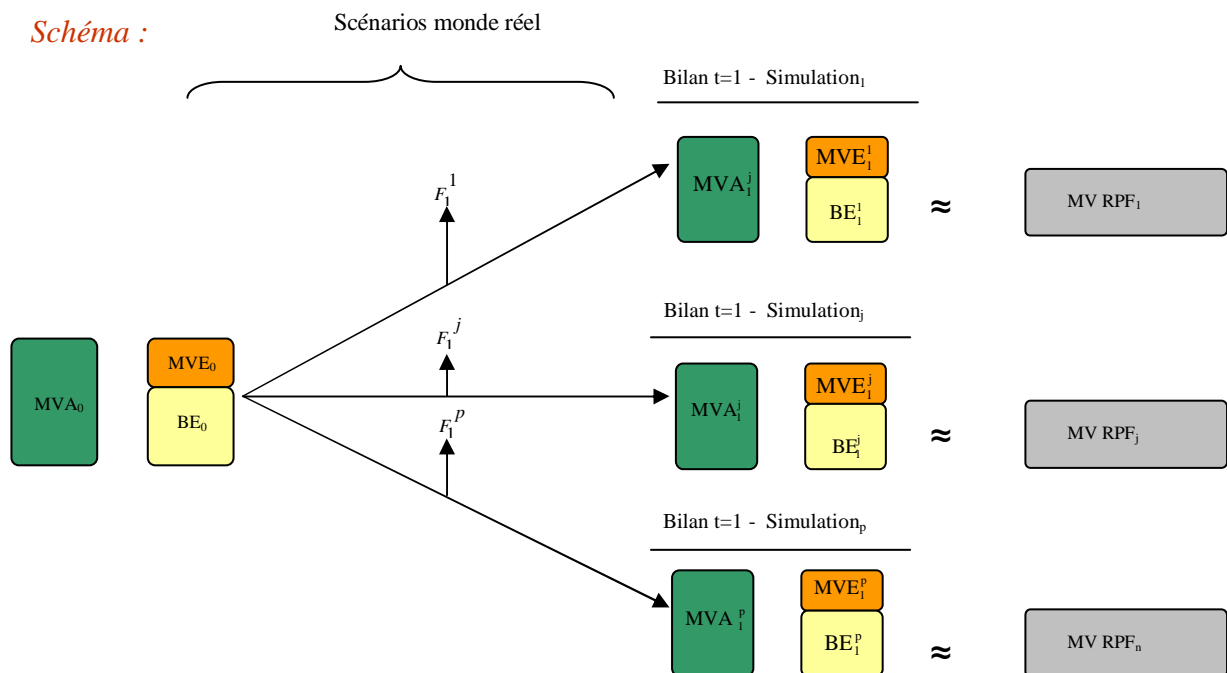 Schéma :
Scénarios monde réel
Bilan t=1 - Simulation₁
F₁¹
MVA₁ʲ
MVE₁¹
BE₁¹
≈
MV RPF₁
Bilan t=1 - Simulationⱼ
F₁ʲ
MVA₀
MVE₀
BE₀
MVA₁ʲ
MVE₁ʲ
BE₁ʲ
≈
MV RPFⱼ
F₁ᵖ
Bilan t=1 - Simulationₚ
MVA₁ᵖ
MVE₁ᵖ
BE₁ᵖ
≈
MV RPFₙ